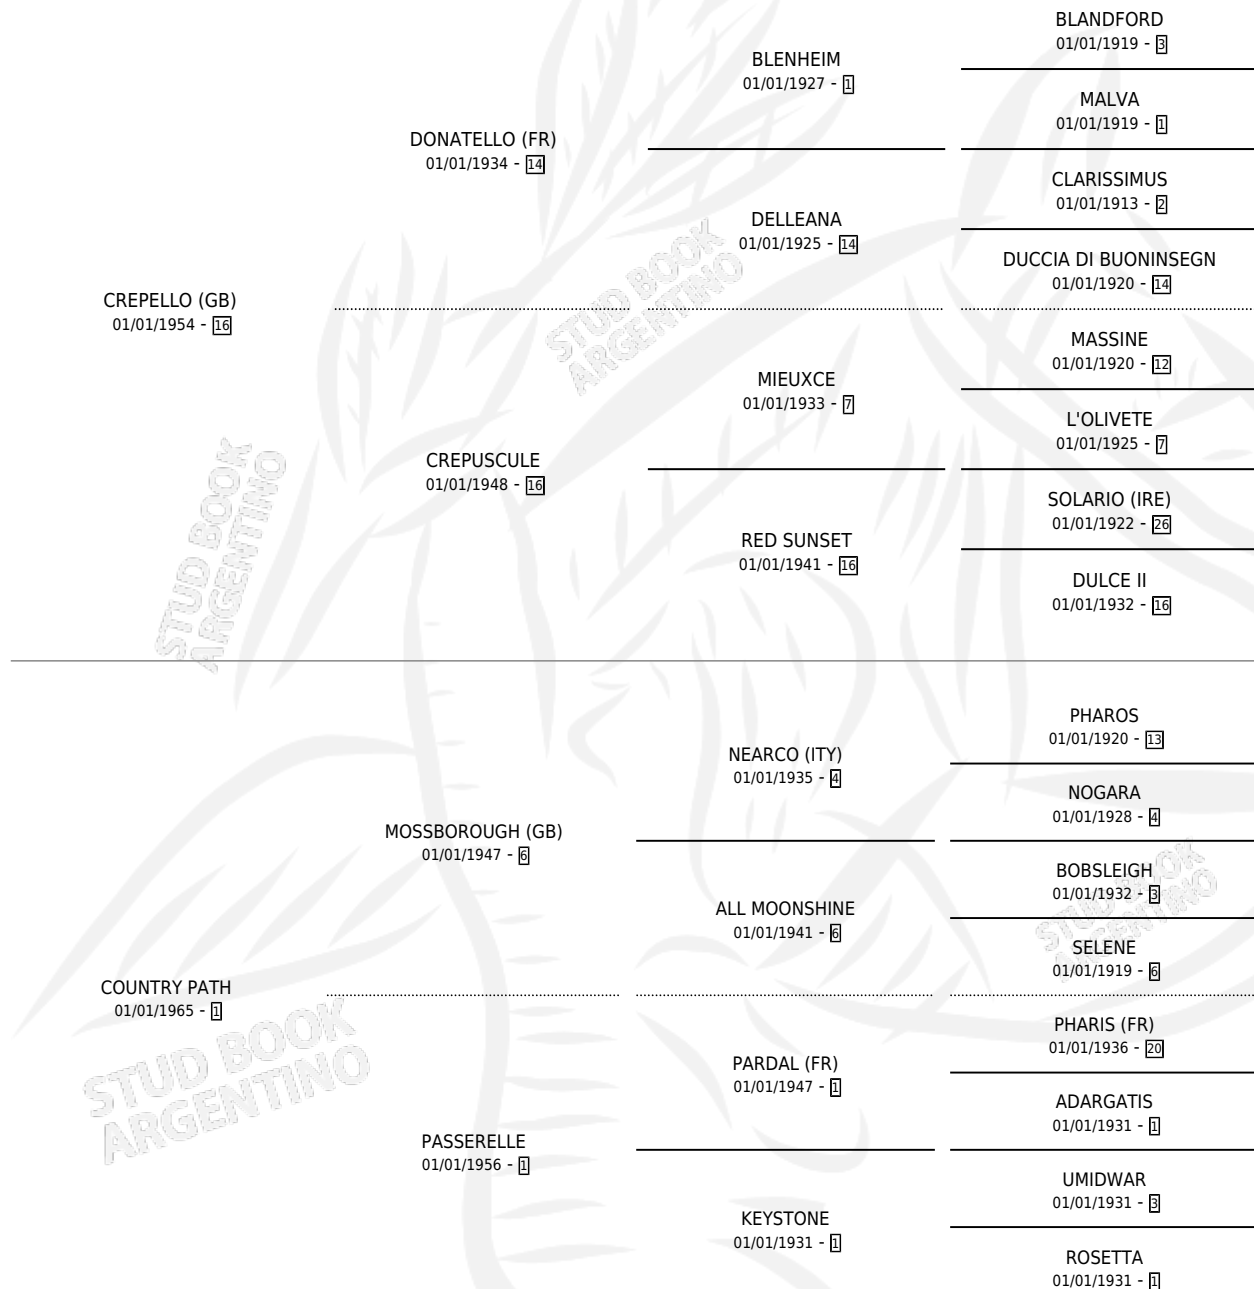 BLANDFORD
01/01/1919 - 3
BLENHEIM
01/01/1927 - 1
MALVA
01/01/1919 - 1
DONATELLO (FR)
01/01/1934 - 14
CLARISSIMUS
01/01/1913 - 2
DELLEANA
01/01/1925 - 14
DUCCIA DI BUONINSEGN
01/01/1920 - 14
CREPELLO (GB)
01/01/1954 - 16
STUD BOOK
ARGENTINO
MASSINE
01/01/1920 - 12
MIEUXCE
01/01/1933 - 7
L'OLIVETE
01/01/1925 - 7
CREPUSCULE
01/01/1948 - 16
SOLARIO (IRE)
01/01/1922 - 26
RED SUNSET
01/01/1941 - 16
DULCE II
01/01/1932 - 16
STUD BOOK
ARGENTINO
PHAROS
01/01/1920 - 13
NEARCO (ITY)
01/01/1935 - 4
NOGARA
01/01/1928 - 4
MOSSBOROUGH (GB)
01/01/1947 - 6
BOBSLEIGH
01/01/1932 - 3
ALL MOONSHINE
01/01/1941 - 6
SELENE
01/01/1919 - 6
STUD BOOK
ARGENTINO
COUNTRY PATH
01/01/1965 - 1
STUD BOOK
ARGENTINO
PHARIS (FR)
01/01/1936 - 20
PARDAL (FR)
01/01/1947 - 1
ADARGATIS
01/01/1931 - 1
PASSERELLE
01/01/1956 - 1
UMIDWAR
01/01/1931 - 3
KEYSTONE
01/01/1931 - 1
ROSETTA
01/01/1931 - 1